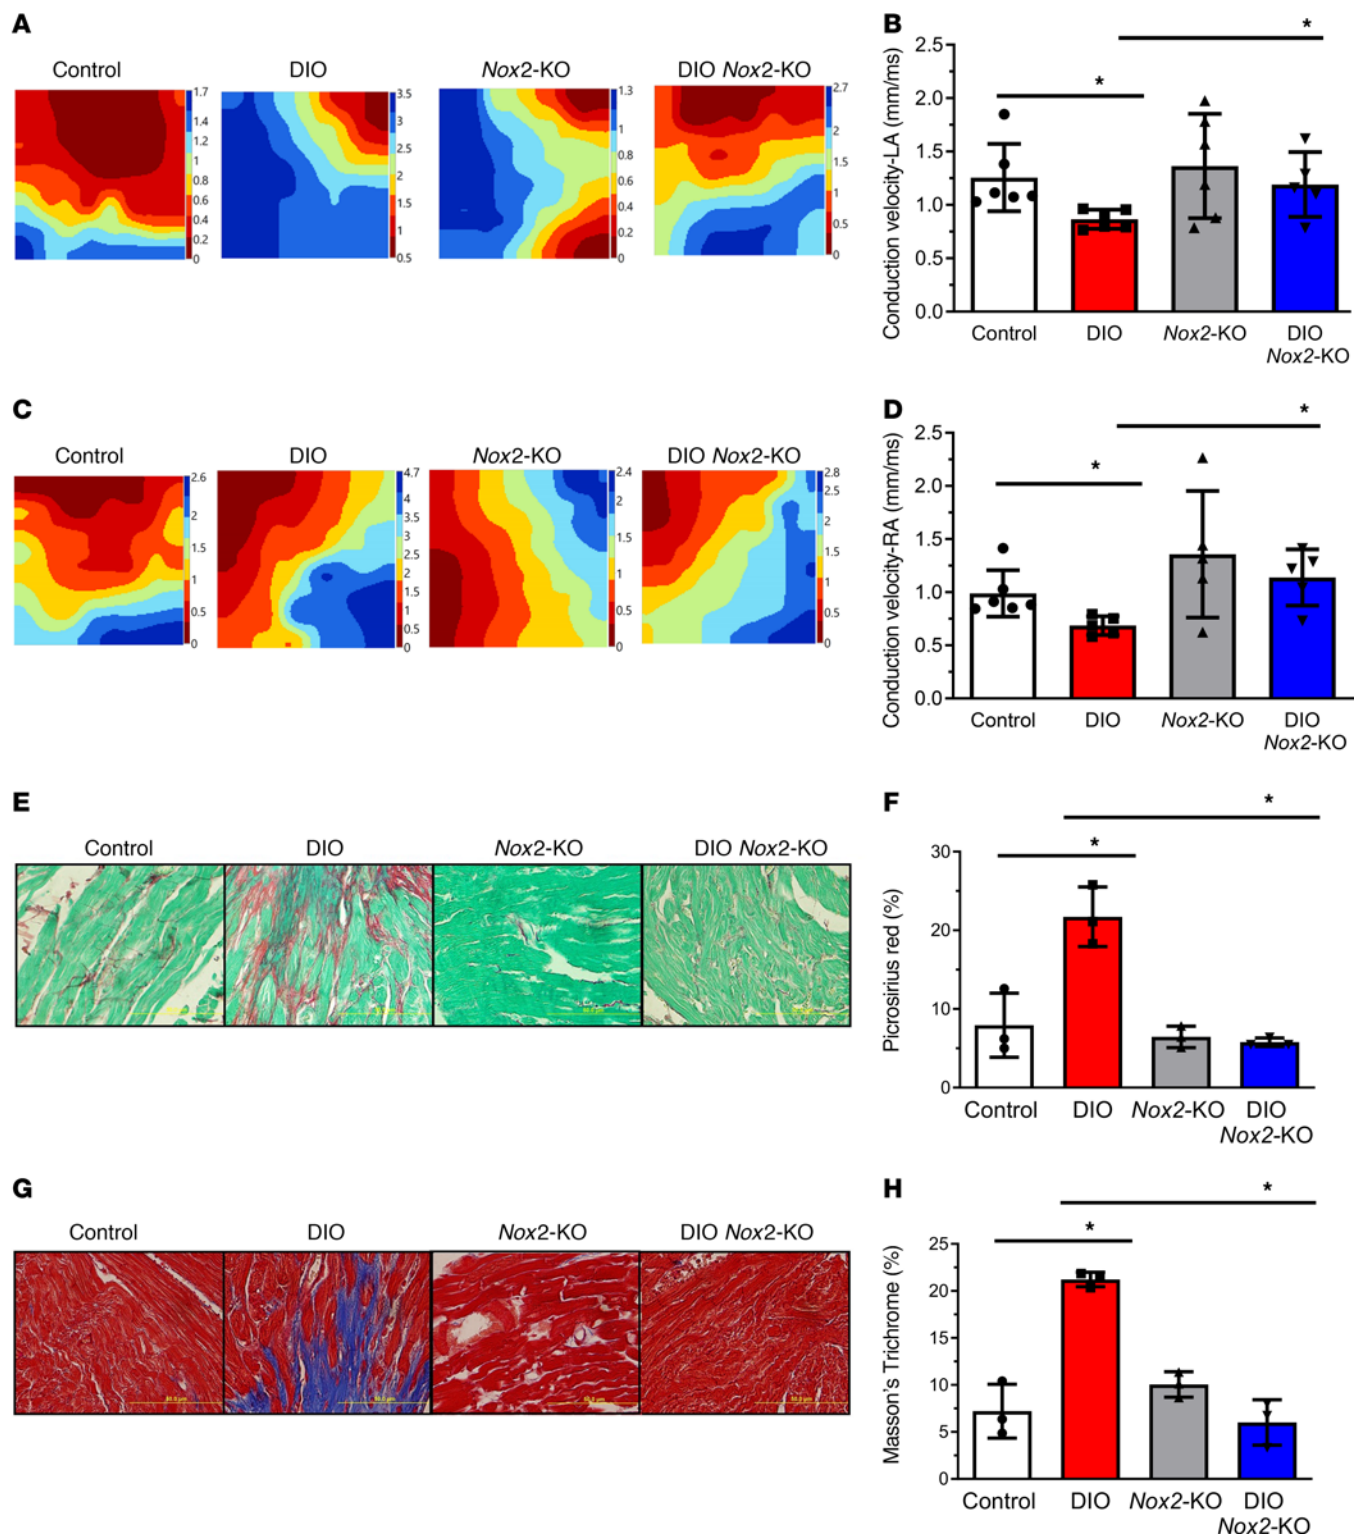 A
Control
DIO
Nox2-KO
DIO Nox2-KO
1.7
1.4
1.2
1
0.8
0.6
0.4
0.2
0
3.5
3
2.5
2
1.5
1
0.5
1.3
1
0.8
0.6
0.4
0.2
0
2.7
2
1.5
1
0.5
0
B
*
*
Conduction velocity-LA (mm/ms)
2.5
2.0
1.5
1.0
0.5
0.0
Control
DIO
Nox2-KO
DIO
Nox2-KO
C
Control
DIO
Nox2-KO
DIO Nox2-KO
2.6
2
1.5
1
0.5
0
4.7
4
3.5
3
2.5
2
1.5
1
0.5
0
2.4
2
1.5
1
0.5
0
2.8
2.5
2
1.5
1
0.5
0
D
*
*
Conduction velocity-RA (mm/ms)
2.5
2.0
1.5
1.0
0.5
0.0
Control
DIO
Nox2-KO
DIO
Nox2-KO
E
Control
DIO
Nox2-KO
DIO Nox2-KO
F
*
*
Picrosirius red (%)
30
20
10
0
Control
DIO
Nox2-KO
DIO
Nox2-KO
G
Control
DIO
Nox2-KO
DIO Nox2-KO
H
*
*
Masson's Trichrome (%)
25
20
15
10
5
0
Control
DIO
Nox2-KO
DIO
Nox2-KO